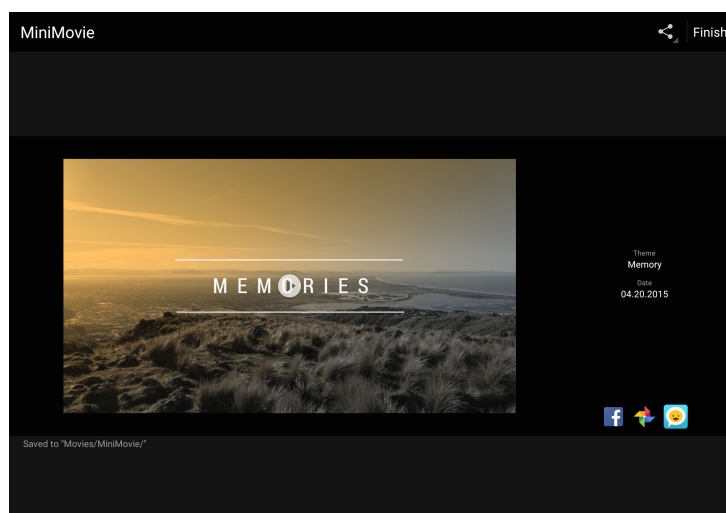 MiniMovie
Finish
MEMORIES
Theme
Memory
Date
04.20.2015
Saved to "Movies/MiniMovie/"